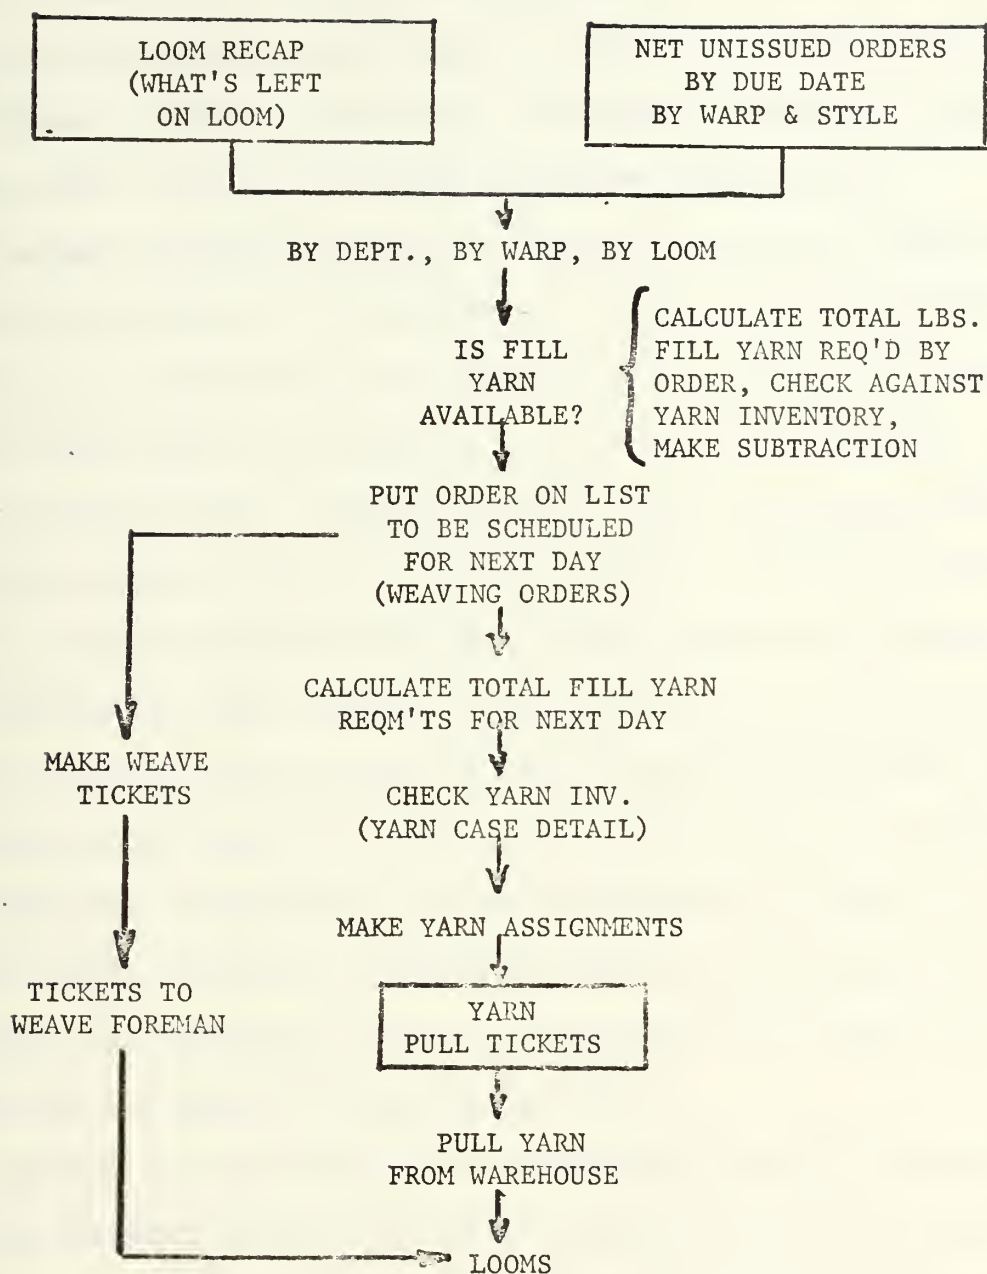 LOOM RECAP
(WHAT'S LEFT
ON LOOM)
NET UNISSUED ORDERS
BY DUE DATE
BY WARP & STYLE
BY DEPT., BY WARP, BY LOOM
IS FILL
YARN
AVAILABLE?
CALCULATE TOTAL LBS.
FILL YARN REQ'D BY
ORDER, CHECK AGAINST
YARN INVENTORY,
MAKE SUBTRACTION
PUT ORDER ON LIST
TO BE SCHEDULED
FOR NEXT DAY
(WEAVING ORDERS)
CALCULATE TOTAL FILL YARN
REQM'TS FOR NEXT DAY
MAKE WEAVE
TICKETS
CHECK YARN INV.
(YARN CASE DETAIL)
MAKE YARN ASSIGNMENTS
TICKETS TO
WEAVE FOREMAN
YARN
PULL TICKETS
PULL YARN
FROM WAREHOUSE
LOOMS